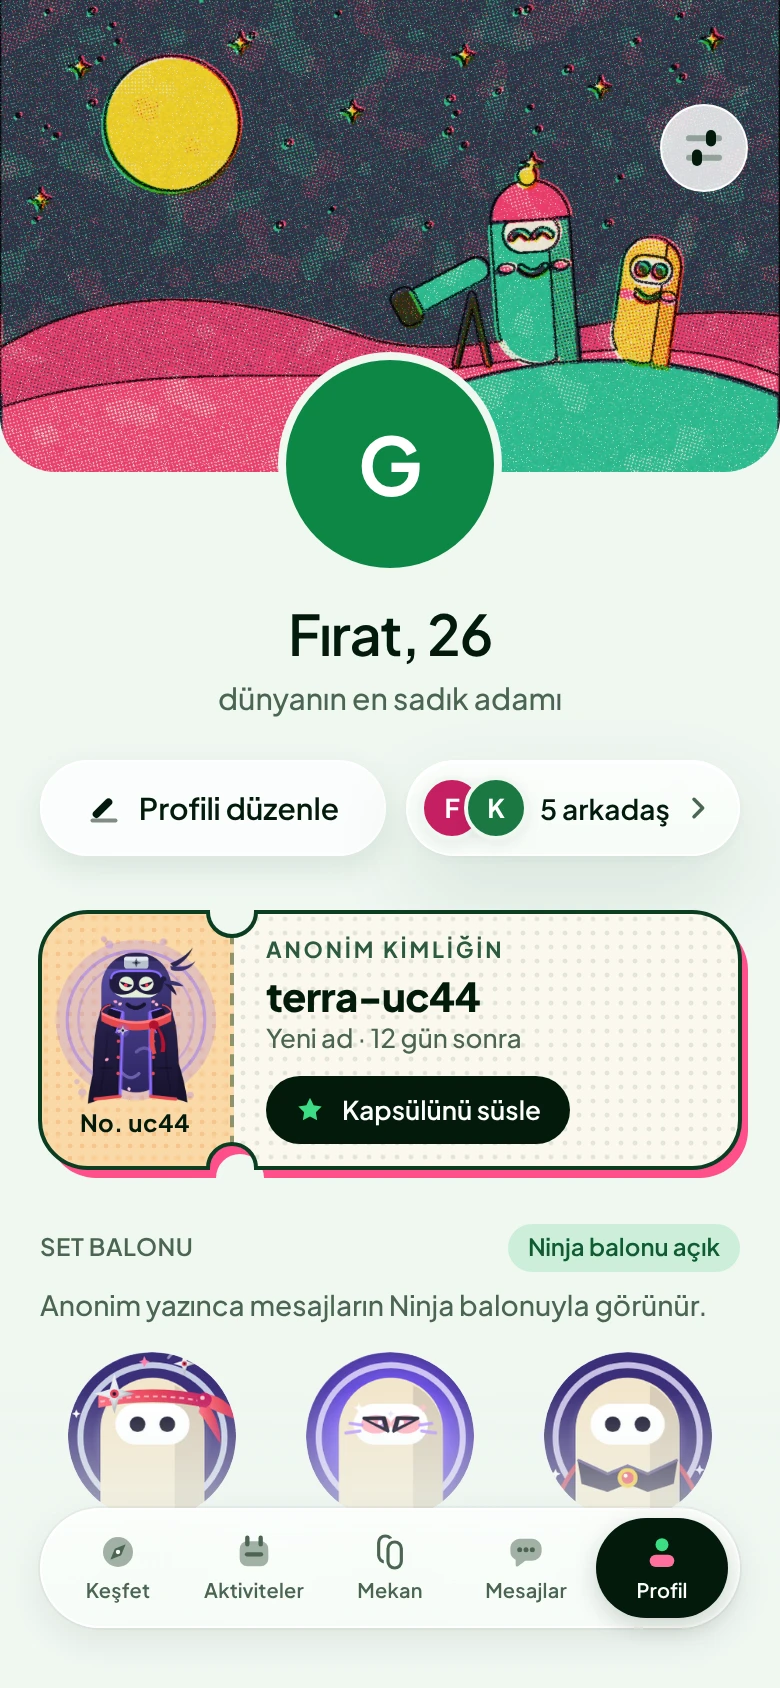 G
Fırat, 26
dünyanın en sadık adamı
Profili düzenle
F K 5 arkadaş
ANONİM KİMLİĞİN
terra-uc44
Yeni ad · 12 gün sonra
Kapsülünü süsle
No. uc44
SET BALONU
Ninja balonu açık
Anonim yazınca mesajların Ninja balonuyla görünür.
Keşfet
Aktiviteler
Mekan
Mesajlar
Profil